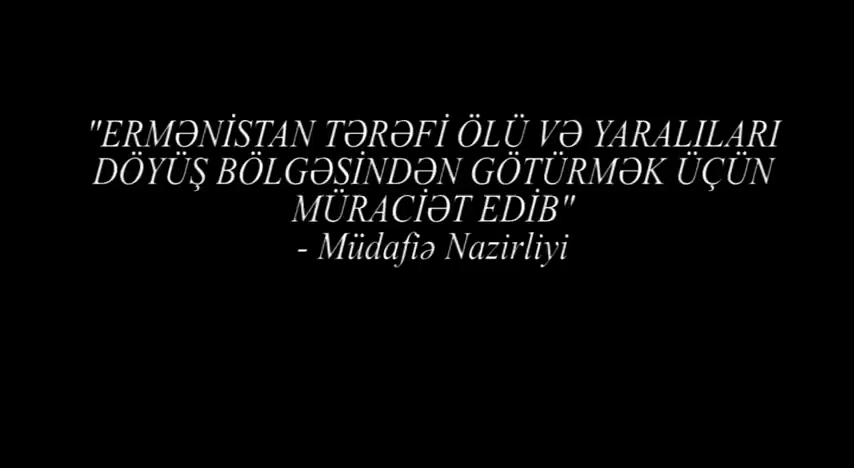 "ERMƏNİSTAN TƏRƏFİ ÖLÜ VƏ YARALILARI
DÖYÜŞ BÖLGƏSİNDƏN GÖTÜRMƏK ÜÇÜN
MÜRACİƏT EDİB"
- Müdafiə Nazirliyi